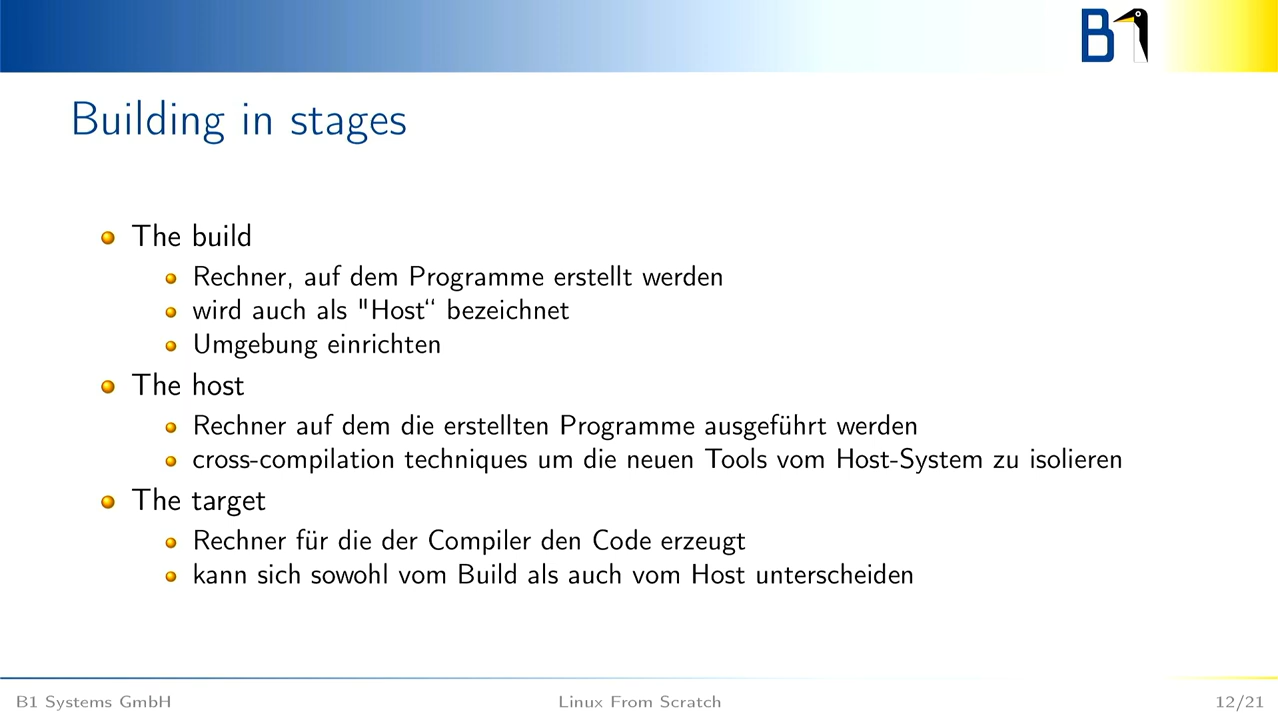 B1
Building in stages
The build
Rechner, auf dem Programme erstellt werden
wird auch als "Host“ bezeichnet
Umgebung einrichten
The host
Rechner auf dem die erstellten Programme ausgeführt werden
cross-compilation techniques um die neuen Tools vom Host-System zu isolieren
The target
Rechner für die der Compiler den Code erzeugt
kann sich sowohl vom Build als auch vom Host unterscheiden
B1 Systems GmbH
Linux From Scratch
12/21